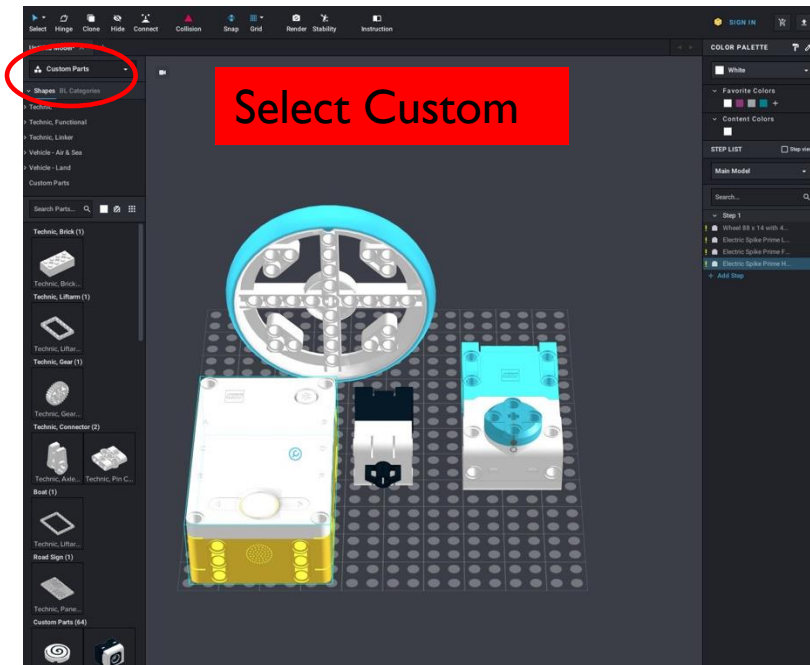 Select Hinge Clone Hide Connect Collision Snap Grid Render Stability Instruction
SIGN IN
COLOR PALETTE
Custom Parts
White
Shapes BL Categories
Favorite Colors
Technic
Technic, Functional
Content Colors
Technic, Linker
Vehicle - Air & Sea
STEP LIST Step view
Vehicle - Land
Main Model
Custom Parts
Search...
Search Parts...
Step 1
Wheel 88 x 14 with 4...
Electric Spike Prime L...
Electric Spike Prime F...
Electric Spike Prime H...
Add Step
Select Custom
Technic, Brick (1)
Technic, Brick...
Technic, Liftarm (1)
Technic, Liftar...
Technic, Gear (1)
Technic, Gear...
Technic, Connector (2)
Technic, Axle... Technic, Pin C...
Boat (1)
Technic, Liftar...
Road Sign (1)
Technic, Pane...
Custom Parts (64)